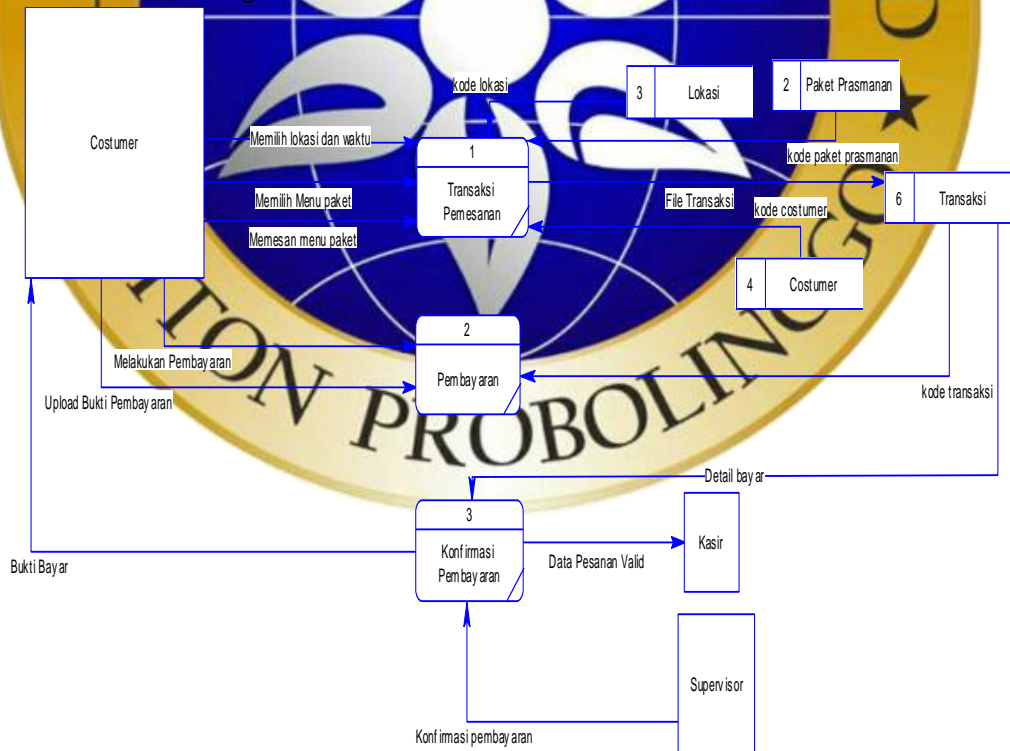 Costumer
kode lokasi
3 Lokasi
2 Paket Prasmanan
Memilih lokasi dan waktu
1
Transaksi
Pemesanan
kode paket prasmanan
Memilih Menu paket
File Transaksi
6 Transaksi
kode costumer
Memesan menu paket
4 Costumer
2
Pembayaran
Melakukan Pembayaran
Upload Bukti Pembayaran
kode transaksi
ITON PROBOLINGGO
Detail bayar
3
Konfirmasi
Pembayaran
Kasir
Data Pesanan Valid
Bukti Bayar
Supervisor
Konfirmasi pembayaran